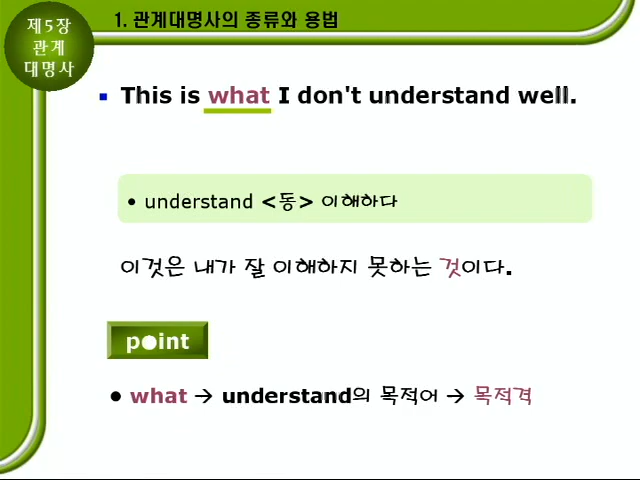 제5장
관계
대명사
1. 관계대명사의 종류와 용법
▪ This is what I don't understand well.
• understand <동> 이해하다
이것은 내가 잘 이해하지 못하는 것이다.
point
● what → understand의 목적어 → 목적격